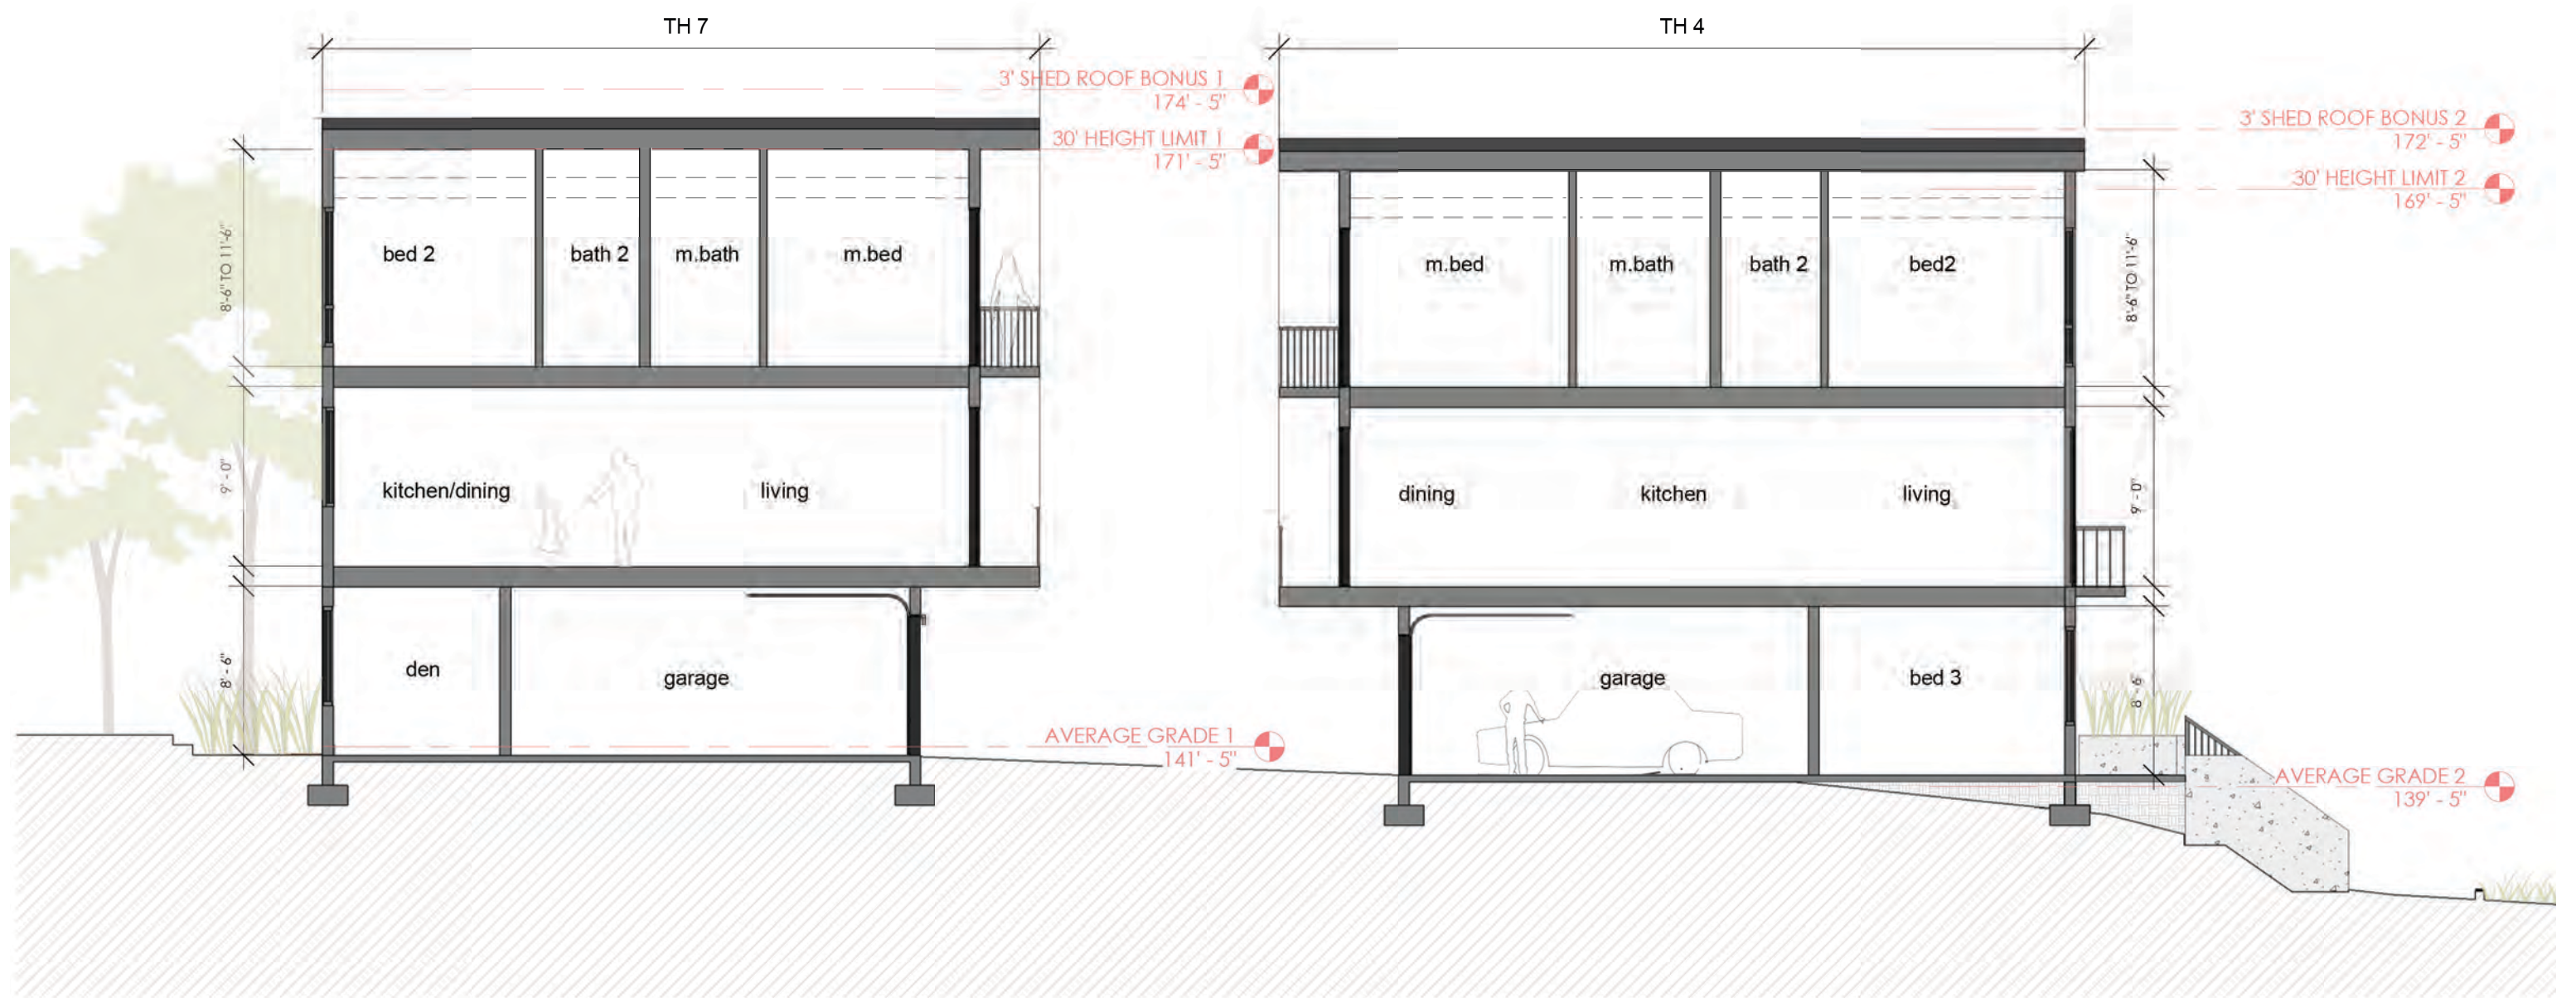 TH 7
TH 4
3' SHED ROOF BONUS 1
174' - 5"
3' SHED ROOF BONUS 2
172' - 5"
30' HEIGHT LIMIT 1
171' - 5"
30' HEIGHT LIMIT 2
169' - 5"
8'-6" TO 11'-6"
bed 2
bath 2
m.bath
m.bed
m.bed
m.bath
bath 2
bed2
8'-6" TO 11'-6"
9' - 0"
kitchen/dining
living
dining
kitchen
living
9' - 0"
8' - 6"
den
garage
garage
bed 3
8' - 6"
AVERAGE GRADE 1
141' - 5"
AVERAGE GRADE 2
139' - 5"